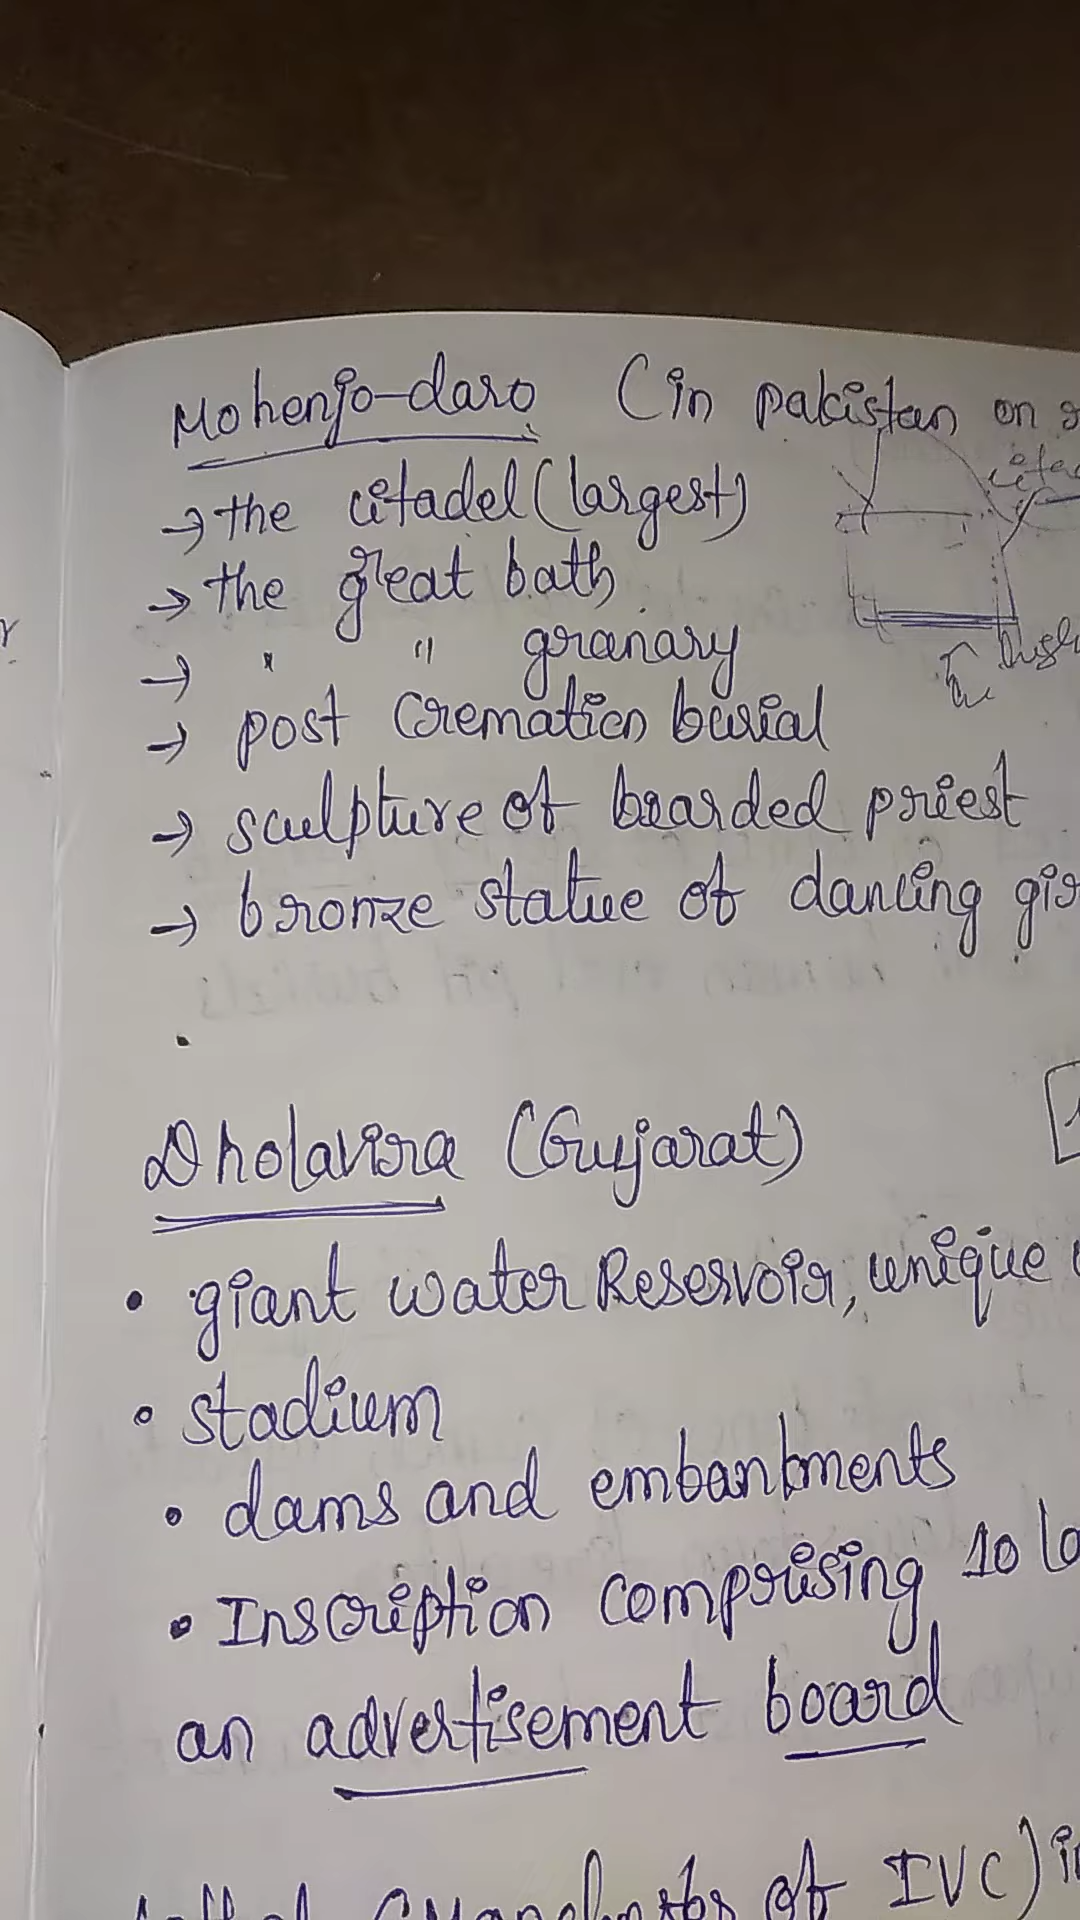 Mohenjo-daro (in pakistan on
→ the citadel (largest)
→ the great bath
→ " " granary
→ post cremation burial
→ sculpture of bearded priest
→ bronze statue of dancing gir
Dholavira (Gujarat)
• giant water Reservoir, unique
• stadium
• dams and embankments
• Inscription comprising 10
an advertisement board
of IVC)